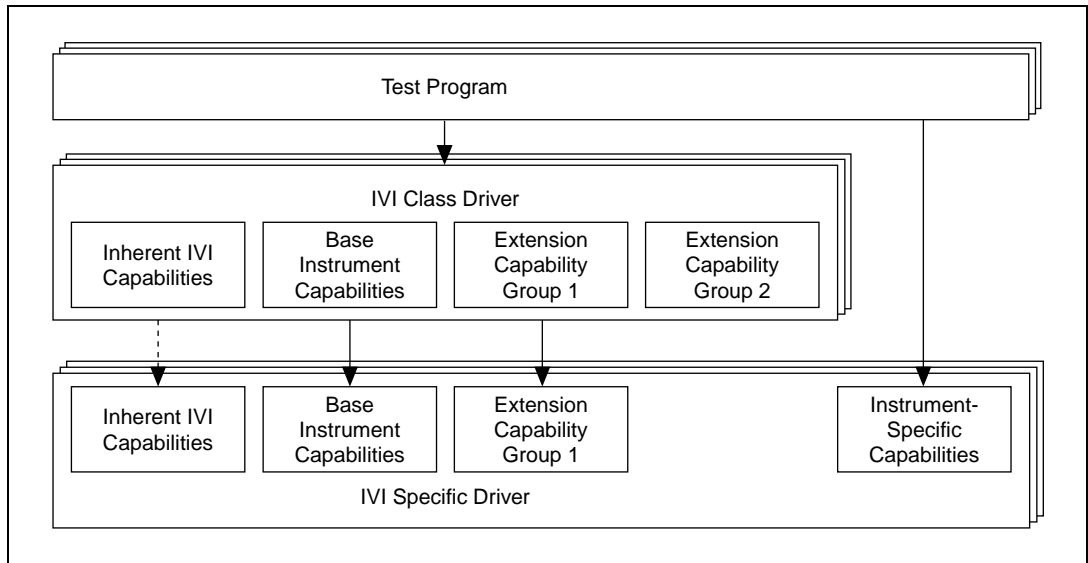 Test Program
IVI Class Driver
Inherent IVI
Capabilities
Base
Instrument
Capabilities
Extension
Capability
Group 1
Extension
Capability
Group 2
Inherent IVI
Capabilities
Base
Instrument
Capabilities
Extension
Capability
Group 1
Instrument-
Specific
Capabilities
IVI Specific Driver